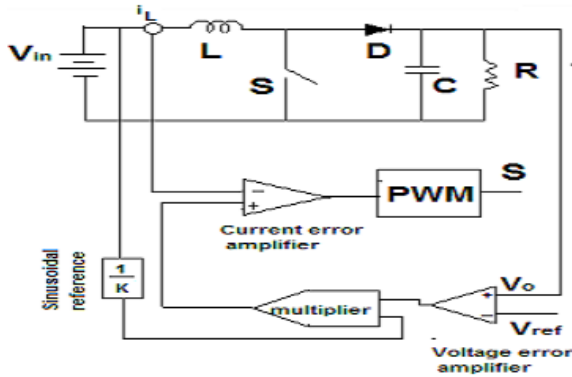 iL
Vin
L
D
S
C
R
S
−
+
PWM
Current error
amplifier
Sinusoidal
reference
1
K
multiplier
Vo
+
−
Vref
Voltage error
amplifier